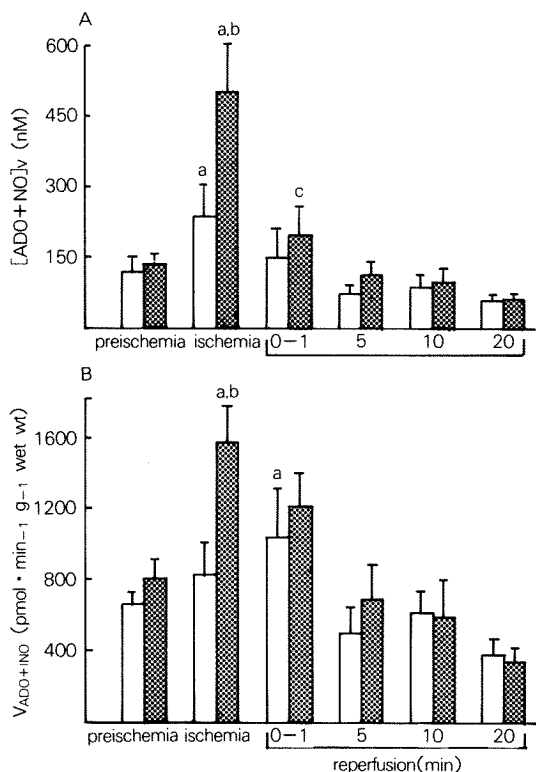 A
a,b
600
450
[ADO+NO]v (nM)
300
a
c
150
preischemia ischemia 0-1 5 10 20
B
a,b
1600
a
1200
VADO+INO (pmol•min-1 g-1 wet wt)
800
400
preischemia ischemia 0-1 5 10 20
reperfusion(min)